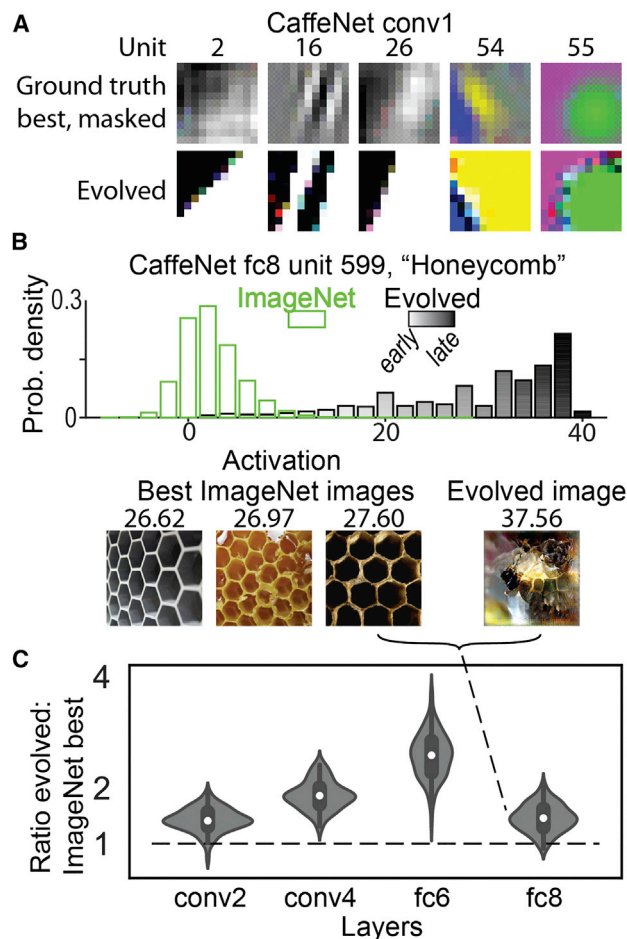 A
CaffeNet conv1
Unit 2 16 26 54 55
Ground truth
best, masked
Evolved
B
CaffeNet fc8 unit 599, “Honeycomb”
0.3
ImageNet Evolved
early late
Prob. density
0
0 20 40
Activation
Best ImageNet images Evolved image
26.62 26.97 27.60 37.56
C
4
2
1
Ratio evolved:
ImageNet best
conv2 conv4 fc6 fc8
Layers